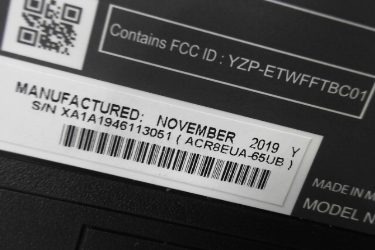 Contains FCC ID : YZP-ETWFFTBC01
MANUFACTURED: NOVEMBER 2019 Y
S/N XA1A1946113051 ( ACR8EUA-65UB )
MADE IN M
MODEL N